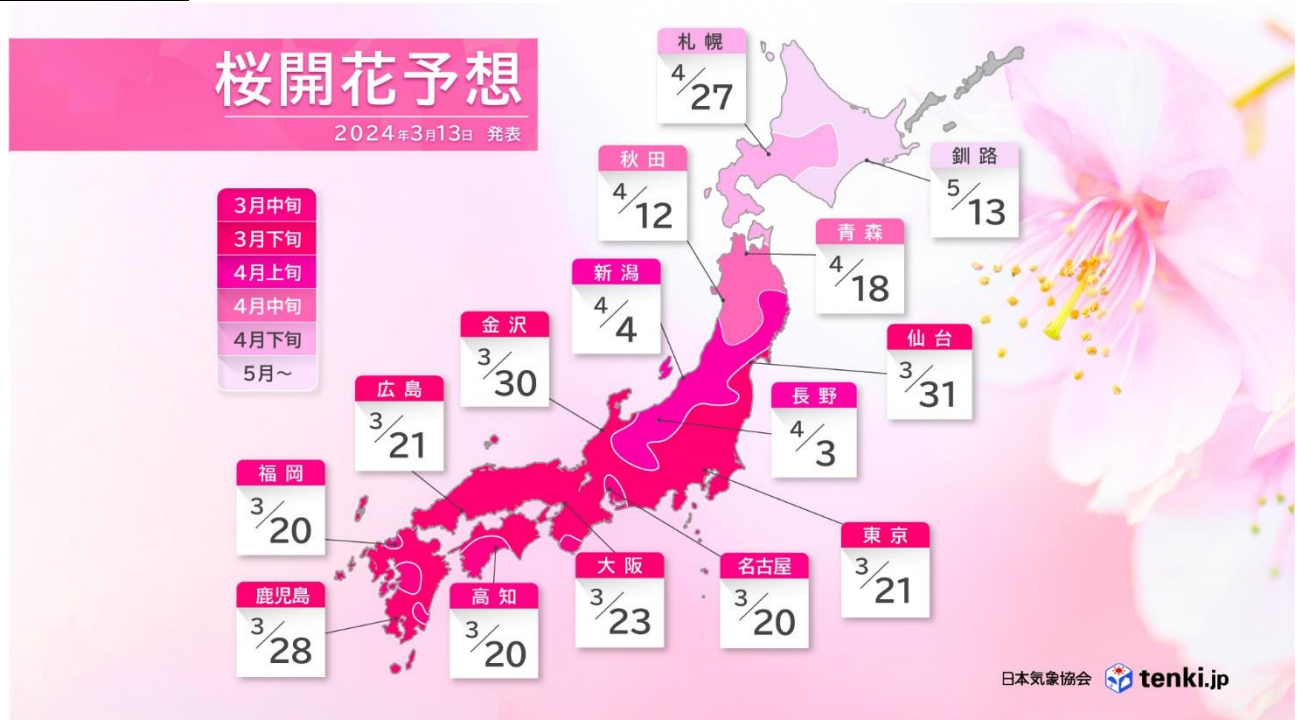 桜開花予想
2024年3月13日 発表
3月中旬
3月下旬
4月上旬
4月中旬
4月下旬
5月～
札幌
4/27
釧路
5/13
秋田
4/12
青森
4/18
新潟
4/4
金沢
3/30
仙台
3/31
広島
3/21
長野
4/3
福岡
3/20
東京
3/21
大阪
3/23
名古屋
3/20
鹿児島
3/28
高知
3/20
日本気象協会 tenki.jp